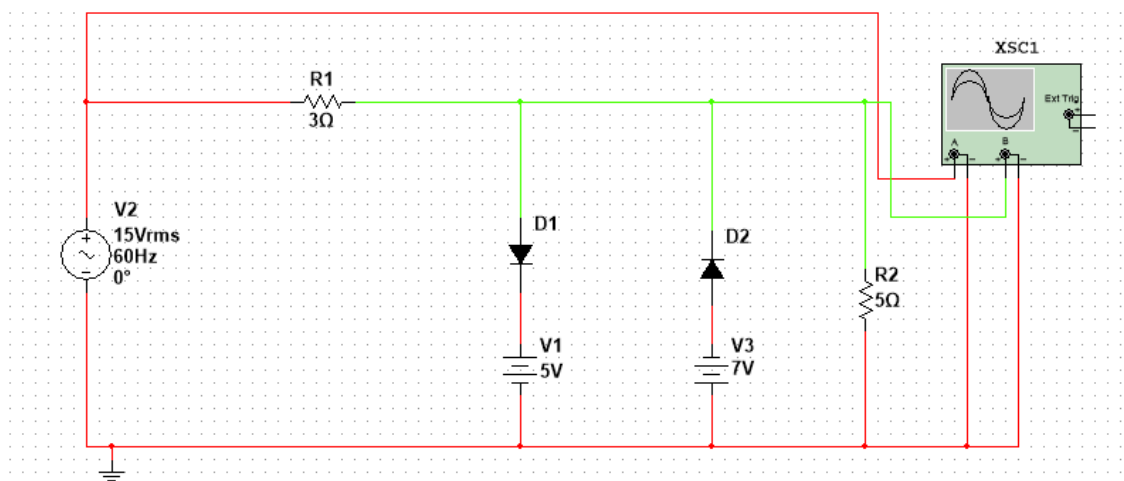 XSC1
Ext Trig
+
−
A
B
+ − + −
R1
3Ω
V2
15Vrms
60Hz
0°
+
−
D1
D2
R2
5Ω
V1
5V
V3
7V